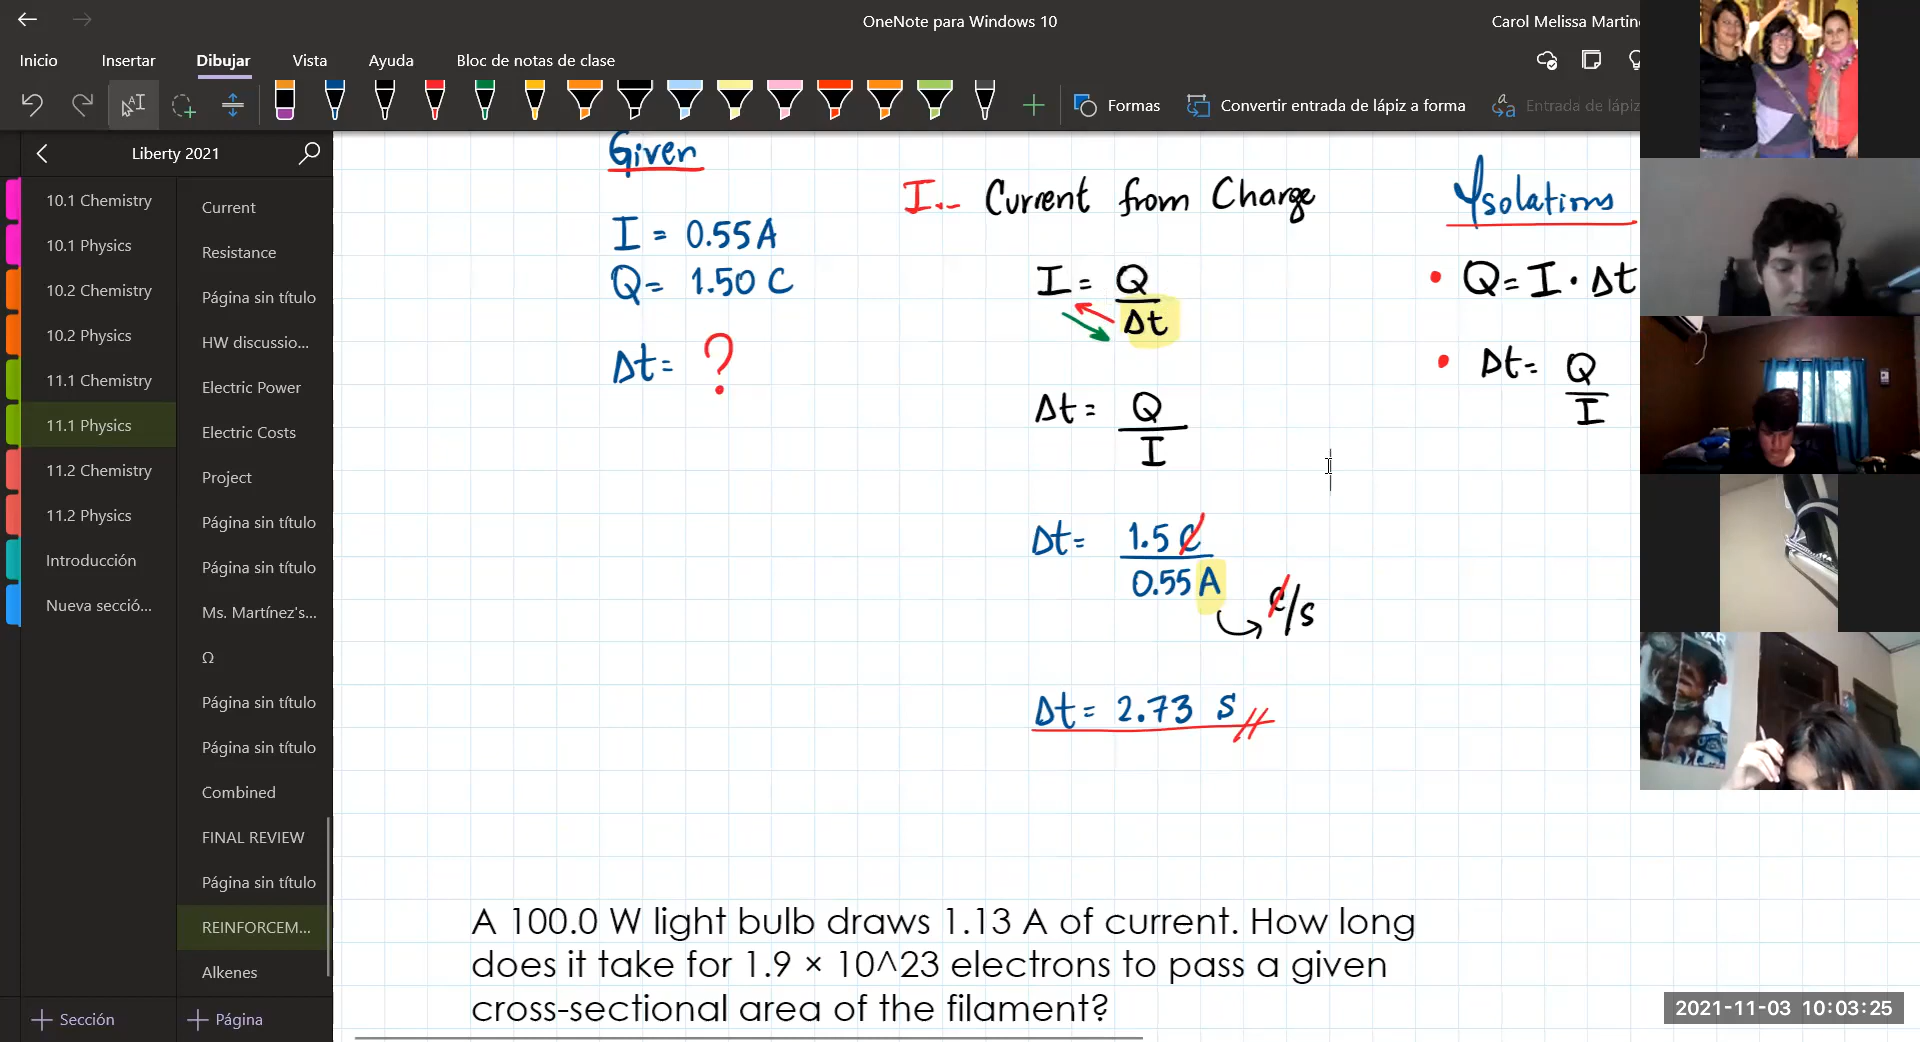 OneNote para Windows 10
Carol Melissa Martine
Inicio
Insertar
Dibujar
Vista
Ayuda
Bloc de notas de clase
Formas
Convertir entrada de lápiz a forma
Entrada de lápiz
Liberty 2021
10.1 Chemistry
10.1 Physics
10.2 Chemistry
10.2 Physics
11.1 Chemistry
11.1 Physics
11.2 Chemistry
11.2 Physics
Introducción
Nueva secció...
Sección
Current
Resistance
Página sin título
HW discussio...
Electric Power
Electric Costs
Project
Página sin título
Página sin título
Ms. Martínez's...
Ω
Página sin título
Página sin título
Combined
FINAL REVIEW
Página sin título
REINFORCEM...
Alkenes
Página
Given
I = 0.55 A
Q = 1.50 C
Δt = ?
I.- Current from Charge
I = Q
Δt
Δt = Q
I
Δt = 1.5 C
0.55 A
C/s
Δt = 2.73 s
Isolations
• Q = I · Δt
• Δt = Q
I
A 100.0 W light bulb draws 1.13 A of current. How long
does it take for 1.9 × 10^23 electrons to pass a given
cross-sectional area of the filament?
2021-11-03 10:03:25